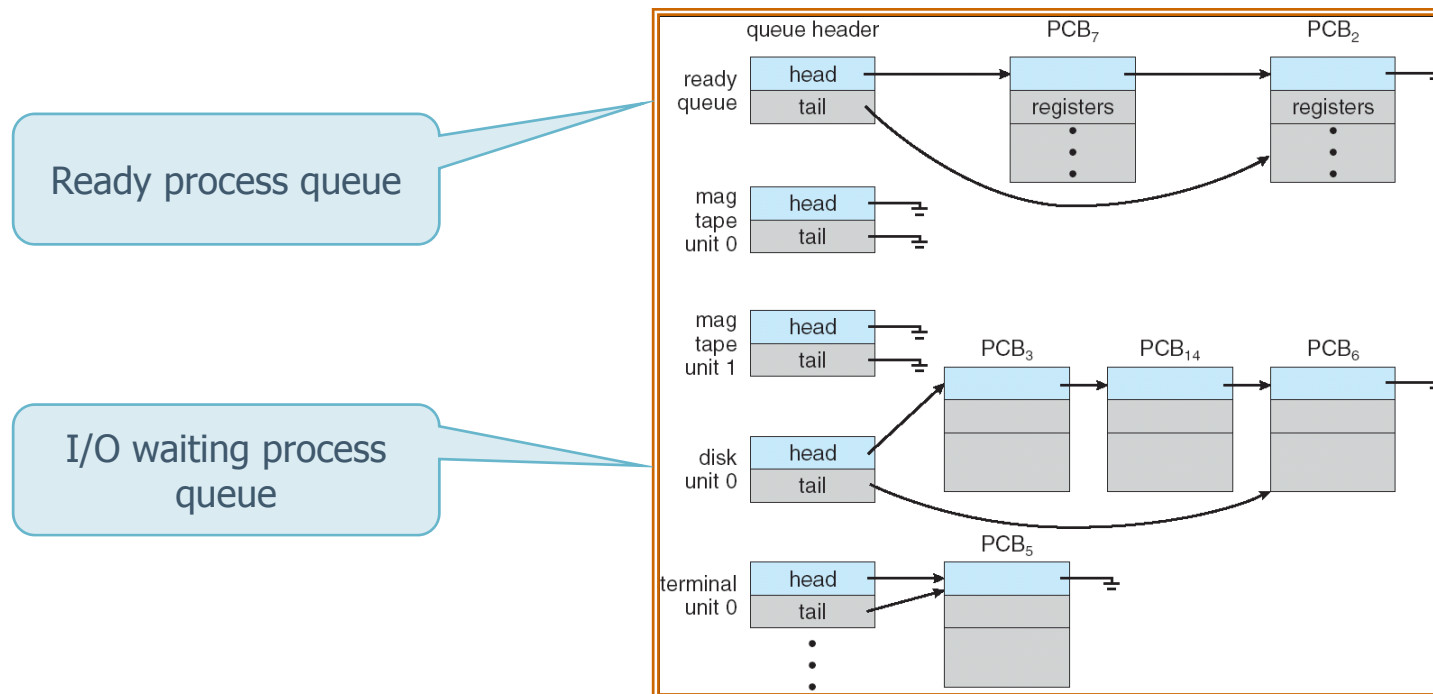 Ready process queue
I/O waiting process
queue
queue header
PCB₇
PCB₂
ready
queue
head
tail
registers
registers
mag
tape
unit 0
head
tail
mag
tape
unit 1
head
tail
PCB₃
PCB₁₄
PCB₆
disk
unit 0
head
tail
PCB₅
terminal
unit 0
head
tail